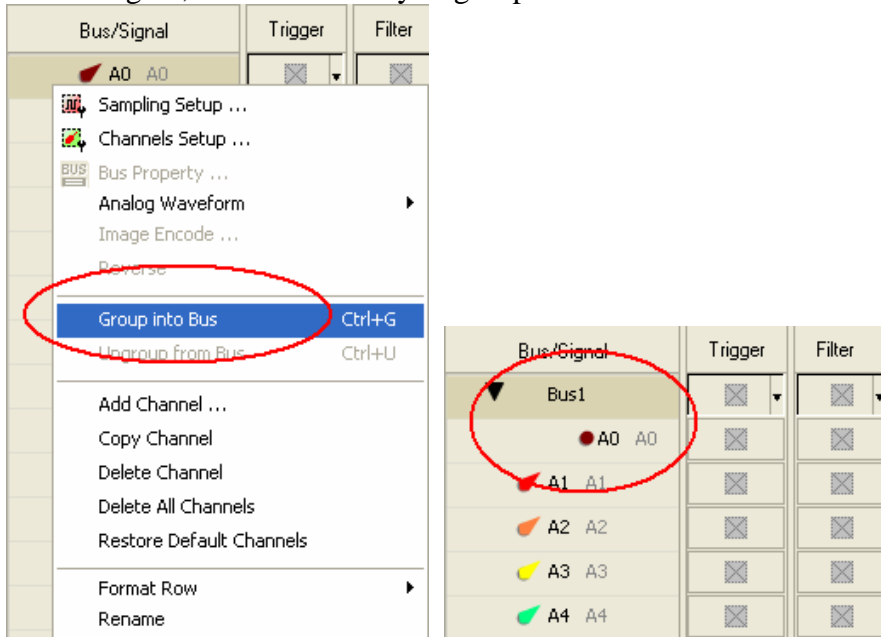 Bus/Signal Trigger Filter
A0 A0
Sampling Setup ...
Channels Setup ...
BUS Bus Property ...
Analog Waveform
Image Encode ...
Reverse
Group into Bus Ctrl+G
Ungroup from Bus Ctrl+U
Add Channel ...
Copy Channel
Delete Channel
Delete All Channels
Restore Default Channels
Format Row
Rename
Bus/Signal Trigger Filter
Bus1
A0 A0
A1 A1
A2 A2
A3 A3
A4 A4